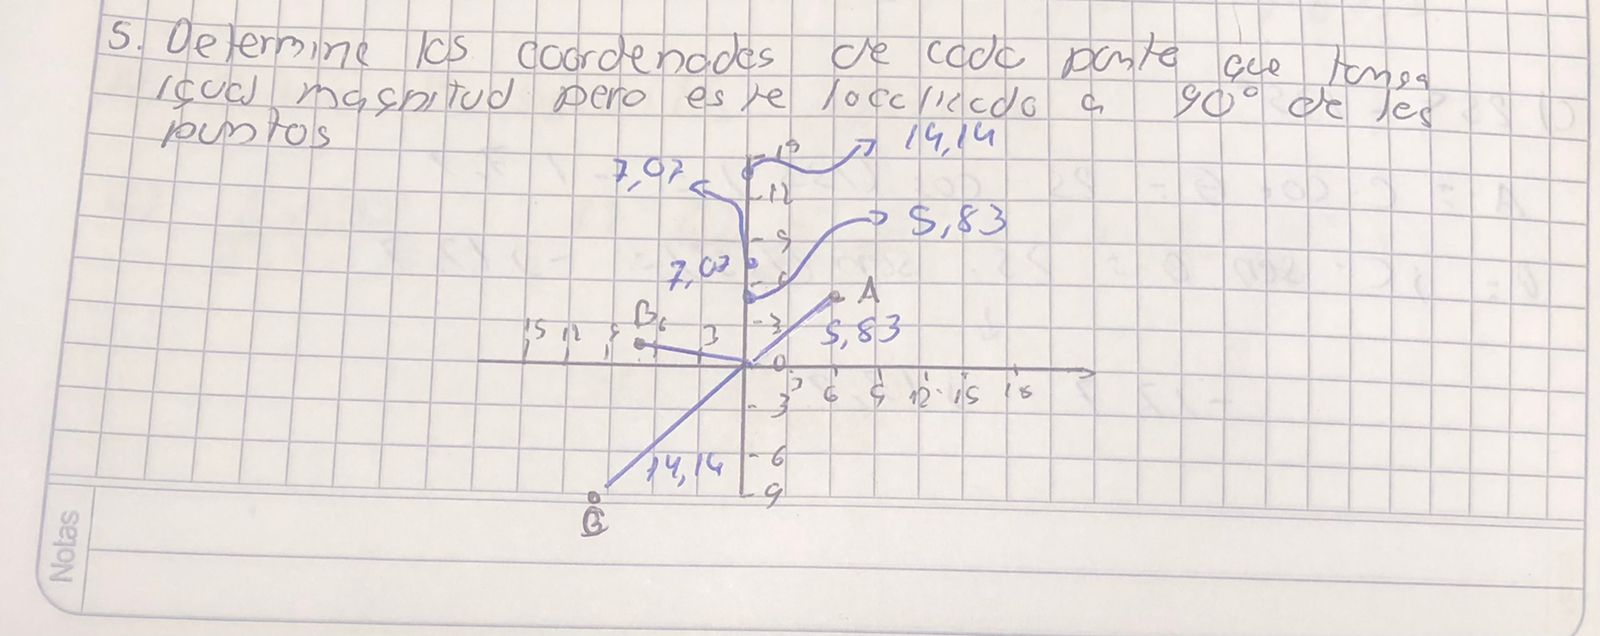 5. Determine las coordenadas de cada punto que tenga
igual magnitud pero este localizado a 90° de les
puntos
14,14
7,07
12
9
5,83
7,07
6
A
B
3
5,83
15 12 9 6 3
0
3 6 9 12 15 18
3
14,14
6
9
B
Notas